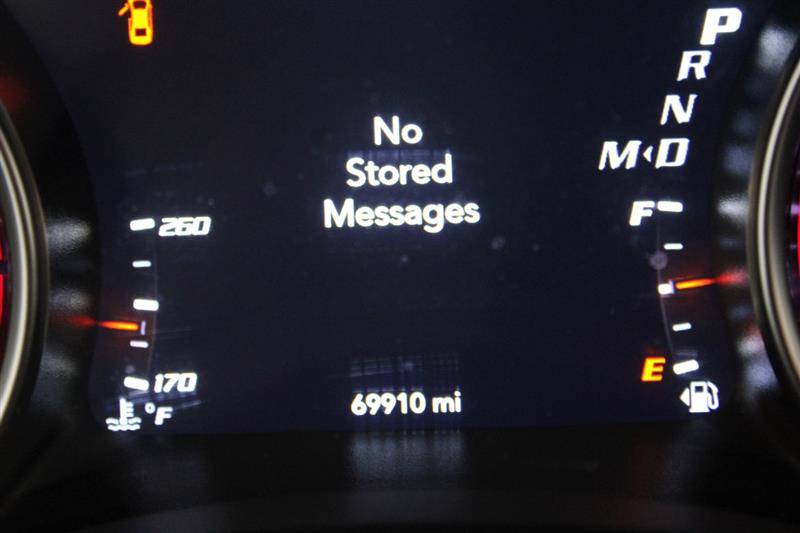 P
R
N
M D
No
Stored
Messages
260
F
170
°F
E
69910 mi